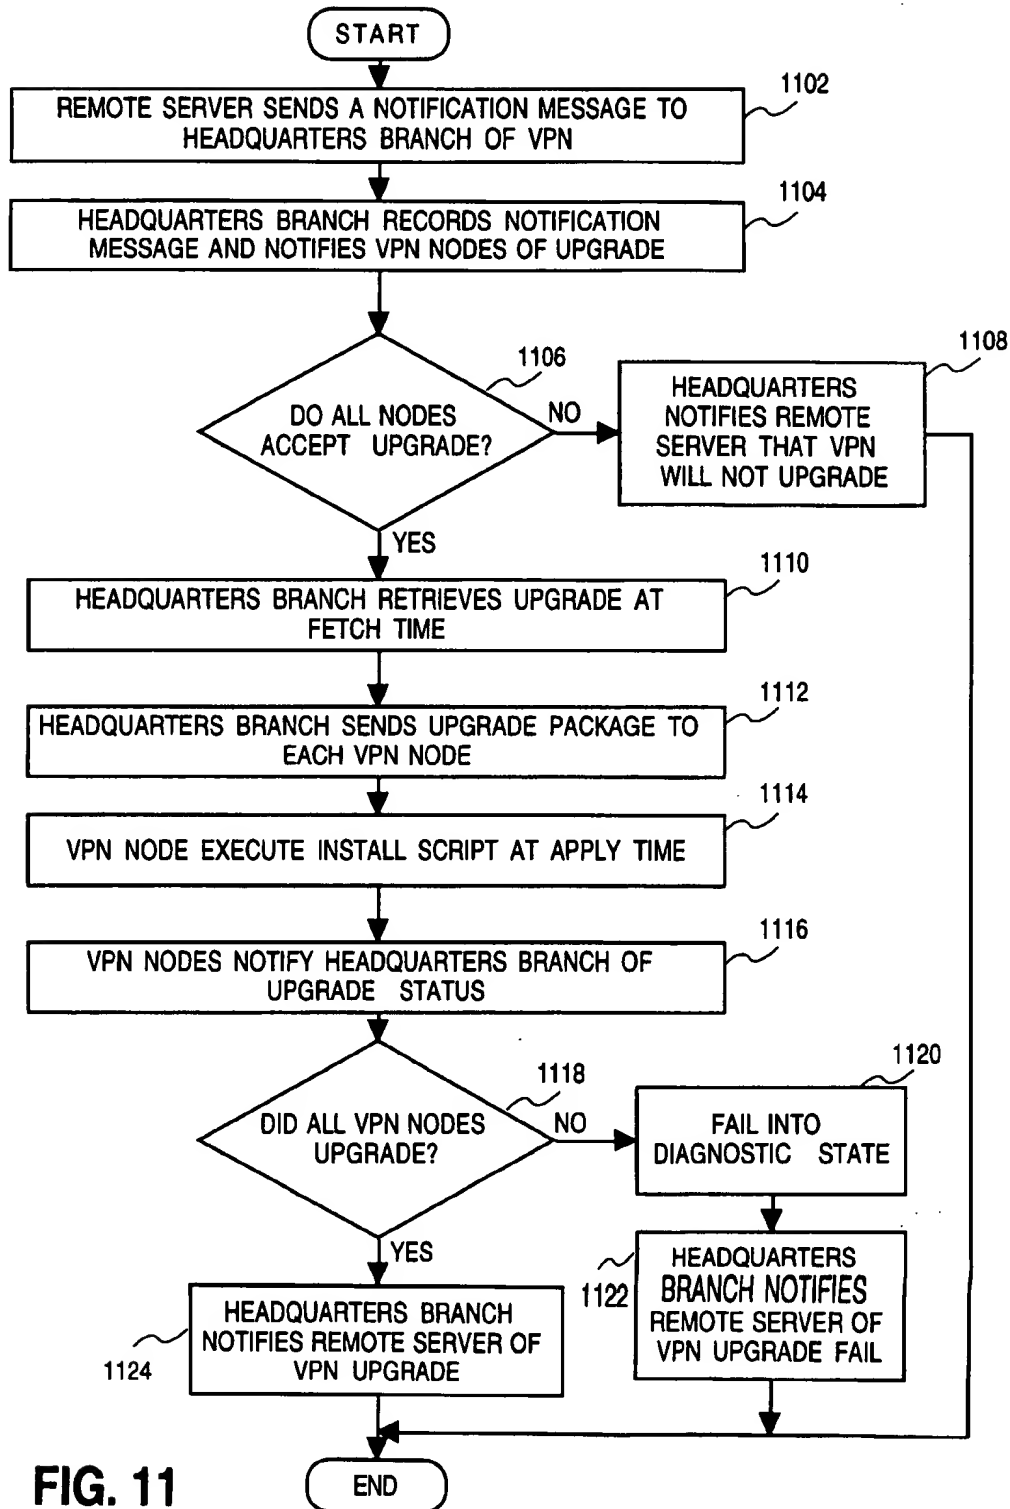 START
1102
REMOTE SERVER SENDS A NOTIFICATION MESSAGE TO
HEADQUARTERS BRANCH OF VPN
1104
HEADQUARTERS BRANCH RECORDS NOTIFICATION
MESSAGE AND NOTIFIES VPN NODES OF UPGRADE
1106
DO ALL NODES
ACCEPT UPGRADE?
NO
1108
HEADQUARTERS
NOTIFIES REMOTE
SERVER THAT VPN
WILL NOT UPGRADE
YES
1110
HEADQUARTERS BRANCH RETRIEVES UPGRADE AT
FETCH TIME
1112
HEADQUARTERS BRANCH SENDS UPGRADE PACKAGE TO
EACH VPN NODE
1114
VPN NODE EXECUTE INSTALL SCRIPT AT APPLY TIME
1116
VPN NODES NOTIFY HEADQUARTERS BRANCH OF
UPGRADE STATUS
1118
DID ALL VPN NODES
UPGRADE?
NO
1120
FAIL INTO
DIAGNOSTIC STATE
YES
1122
HEADQUARTERS
BRANCH NOTIFIES
REMOTE SERVER OF
VPN UPGRADE FAIL
1124
HEADQUARTERS BRANCH
NOTIFIES REMOTE SERVER OF
VPN UPGRADE
END
FIG. 11